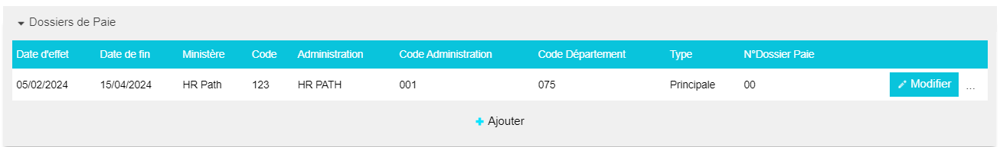 Dossiers de Paie
Date d'effet Date de fin Ministère Code Administration Code Administration Code Département Type N°Dossier Paie
05/02/2024 15/04/2024 HR Path 123 HR PATH 001 075 Principale 00 Modifier ...
Ajouter